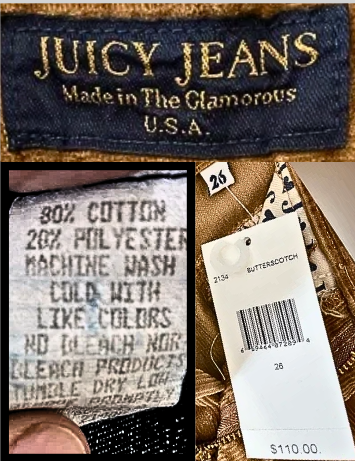 JUICY JEANS
Made in The Glamorous
U.S.A.
80% COTTON
20% POLYESTER
MACHINE WASH
COLD WITH
LIKE COLORS
NO BLEACH NOR
BLEACH PRODUCTS
TUMBLE DRY LOW
PROMPTLY
26
2134 BUTTERSCOTCH
26
$110.00